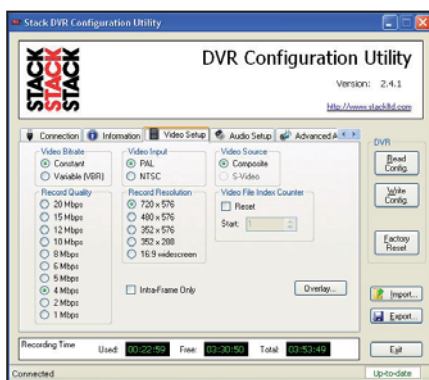 Stack DVR Configuration Utility
STACK
STACK
STACK
DVR Configuration Utility
Version: 2.4.1
http://www.stackltd.com
Connection
Information
Video Setup
Audio Setup
Advanced A
Video Bitrate
Constant
Variable (VBR)
Video Input
PAL
NTSC
Video Source
Composite
S-Video
Record Quality
20 Mbps
15 Mbps
12 Mbps
10 Mbps
8 Mbps
6 Mbps
5 Mbps
4 Mbps
2 Mbps
1 Mbps
Record Resolution
720 x 576
480 x 576
352 x 576
352 x 288
16:9 widescreen
Video File Index Counter
Reset
Start: 1
Intra-Frame Only
Overlay...
DVR
Read Config.
Write Config.
Factory Reset
Import...
Export...
Recording Time
Used: 00:22:59 Free: 03:30:50 Total: 03:53:49
Exit
Connected
Up-to-date